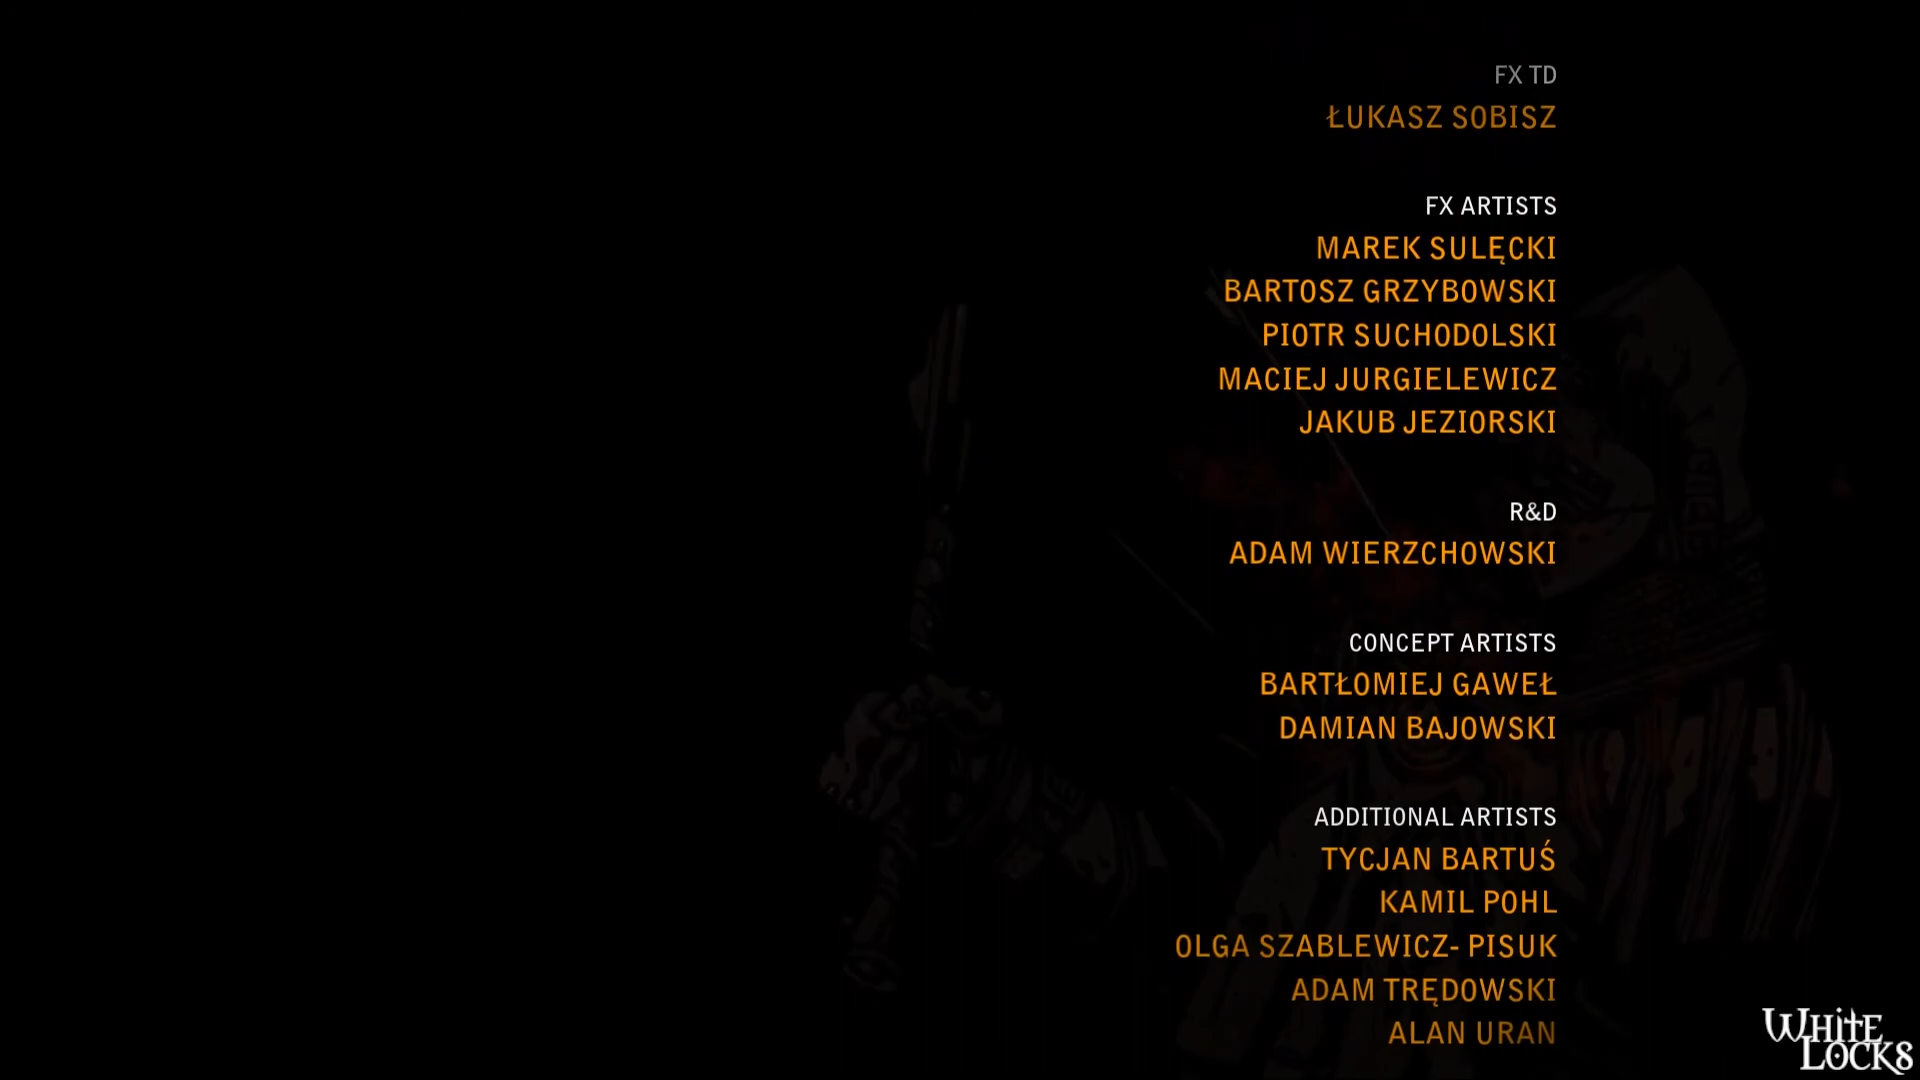 FX TD
ŁUKASZ SOBISZ
FX ARTISTS
MAREK SULĘCKI
BARTOSZ GRZYBOWSKI
PIOTR SUCHODOLSKI
MACIEJ JURGIELEWICZ
JAKUB JEZIORSKI
R&D
ADAM WIERZCHOWSKI
CONCEPT ARTISTS
BARTŁOMIEJ GAWEŁ
DAMIAN BAJOWSKI
ADDITIONAL ARTISTS
TYCJAN BARTUŚ
KAMIL POHL
OLGA SZABLEWICZ- PISUK
ADAM TRĘDOWSKI
ALAN URAN
WHITE
LOCKS